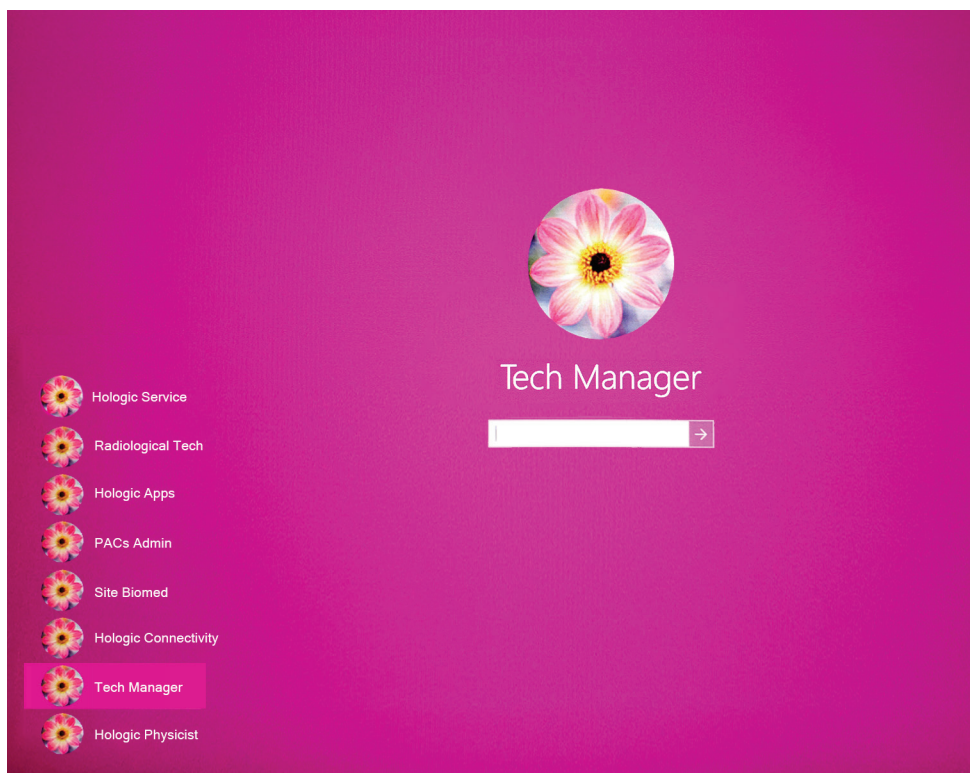 Tech Manager
Hologic Service
Radiological Tech
Hologic Apps
PACs Admin
Site Biomed
Hologic Connectivity
Tech Manager
Hologic Physicist